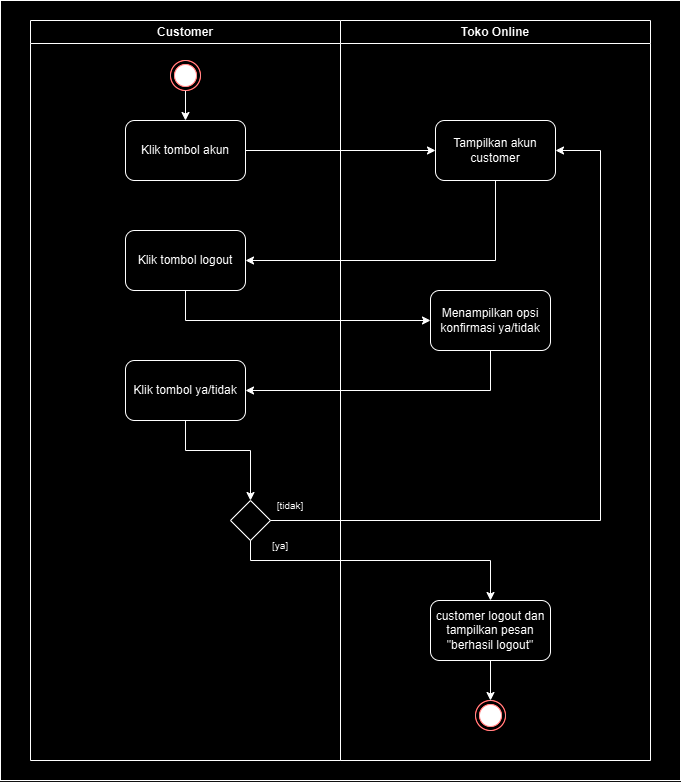 Customer
Toko Online
Klik tombol akun
Tampilkan akun
customer
Klik tombol logout
Menampilkan opsi
konfirmasi ya/tidak
Klik tombol ya/tidak
[tidak]
[ya]
customer logout dan
tampilkan pesan
"berhasil logout"